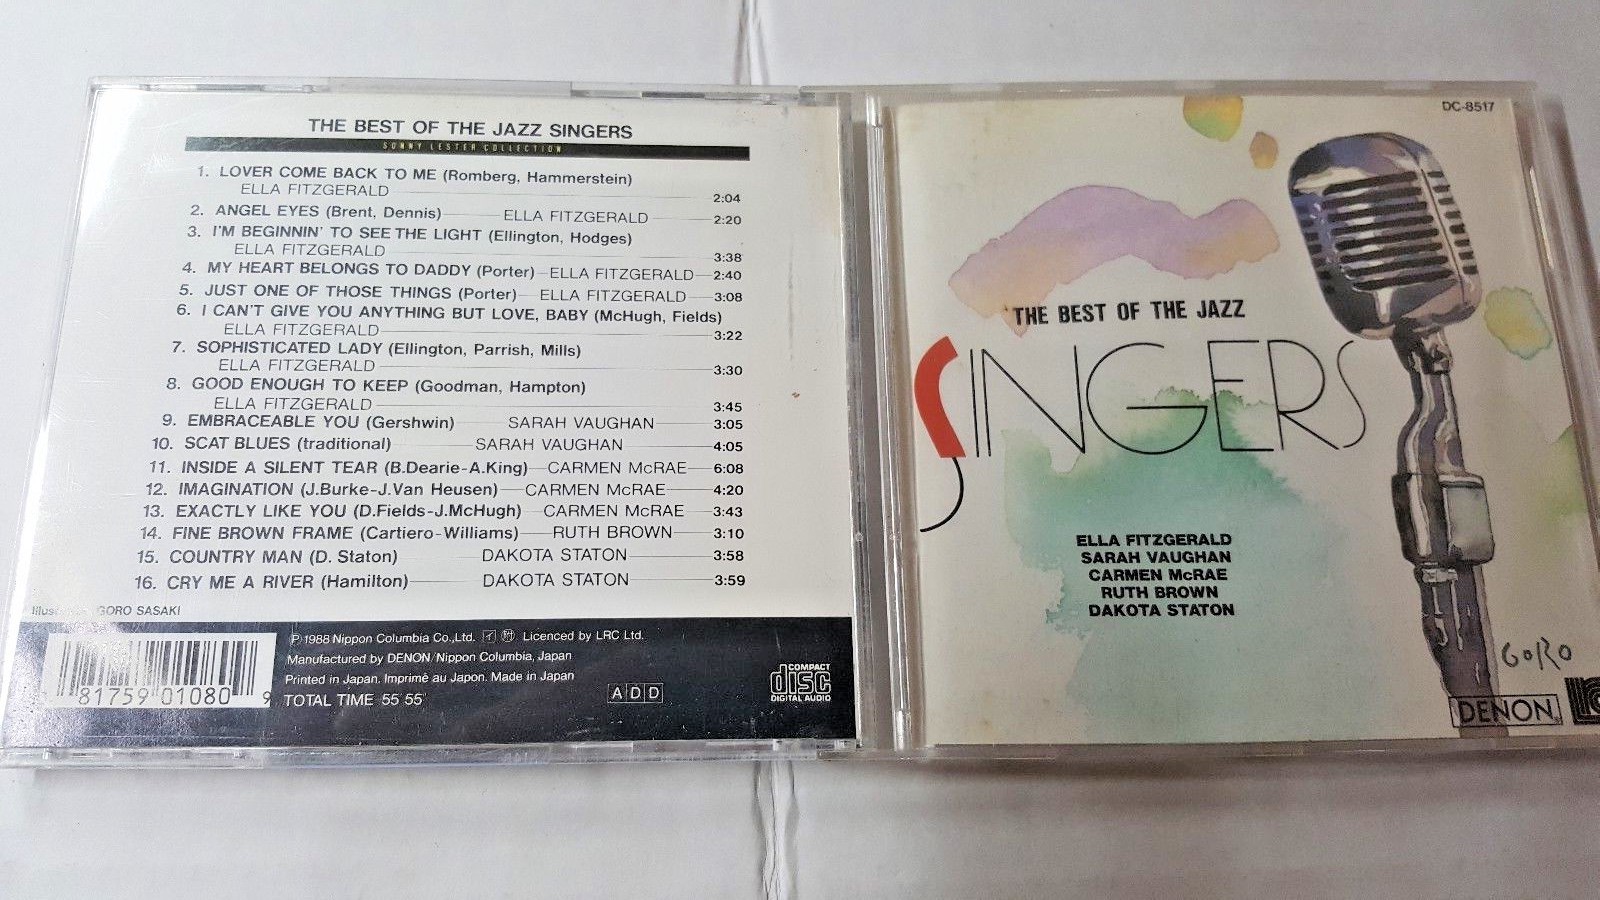 THE BEST OF THE JAZZ SINGERS
SONNY LESTER COLLECTION
1. LOVER COME BACK TO ME (Romberg, Hammerstein)
ELLA FITZGERALD 2:04
2. ANGEL EYES (Brent, Dennis) ELLA FITZGERALD 2:20
3. I'M BEGINNIN' TO SEE THE LIGHT (Ellington, Hodges)
ELLA FITZGERALD 3:38
4. MY HEART BELONGS TO DADDY (Porter) ELLA FITZGERALD 2:40
5. JUST ONE OF THOSE THINGS (Porter) ELLA FITZGERALD 3:08
6. I CAN'T GIVE YOU ANYTHING BUT LOVE, BABY (McHugh, Fields)
ELLA FITZGERALD 3:22
7. SOPHISTICATED LADY (Ellington, Parrish, Mills)
ELLA FITZGERALD 3:30
8. GOOD ENOUGH TO KEEP (Goodman, Hampton)
ELLA FITZGERALD 3:45
9. EMBRACEABLE YOU (Gershwin) SARAH VAUGHAN 3:05
10. SCAT BLUES (traditional) SARAH VAUGHAN 4:05
11. INSIDE A SILENT TEAR (B.Dearie-A.King) CARMEN McRAE 6:08
12. IMAGINATION (J.Burke-J.Van Heusen) CARMEN McRAE 4:20
13. EXACTLY LIKE YOU (D.Fields-J.McHugh) CARMEN McRAE 3:43
14. FINE BROWN FRAME (Cartiero-Williams) RUTH BROWN 3:10
15. COUNTRY MAN (D. Staton) DAKOTA STATON 3:58
16. CRY ME A RIVER (Hamilton) DAKOTA STATON 3:59
GORO SASAKI
81759 01080 9
℗1988 Nippon Columbia Co.,Ltd. Licenced by LRC Ltd.
Manufactured by DENON/Nippon Columbia, Japan
Printed in Japan. Imprimé au Japon. Made in Japan
TOTAL TIME 55'55"
ADD
COMPACT
disc
DIGITAL AUDIO
DC-8517
THE BEST OF THE JAZZ
SINGERS
ELLA FITZGERALD
SARAH VAUGHAN
CARMEN McRAE
RUTH BROWN
DAKOTA STATON
GORO
DENON